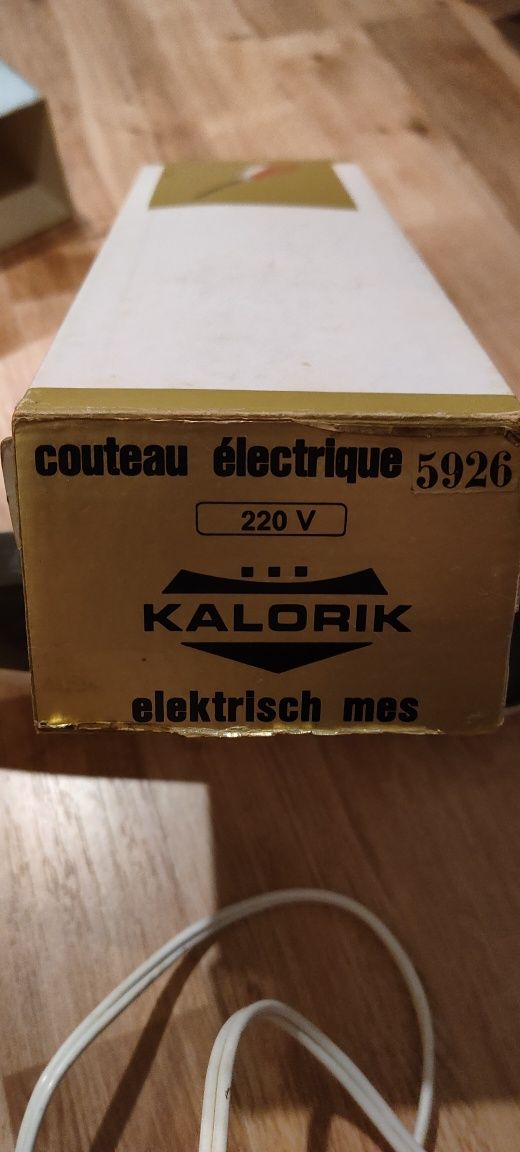 couteau électrique 5926
220 V
KALORIK
elektrisch mes